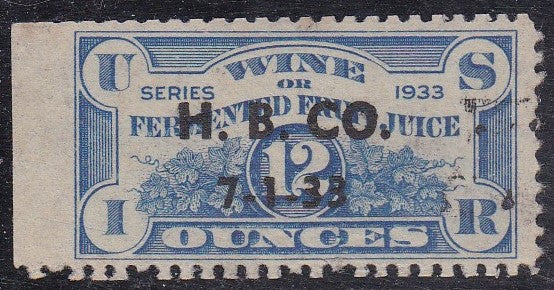 U WINE S
SERIES OR 1933
FERMENTED FRUIT JUICE
H. B. CO.
12
7-1-33
I OUNCES R